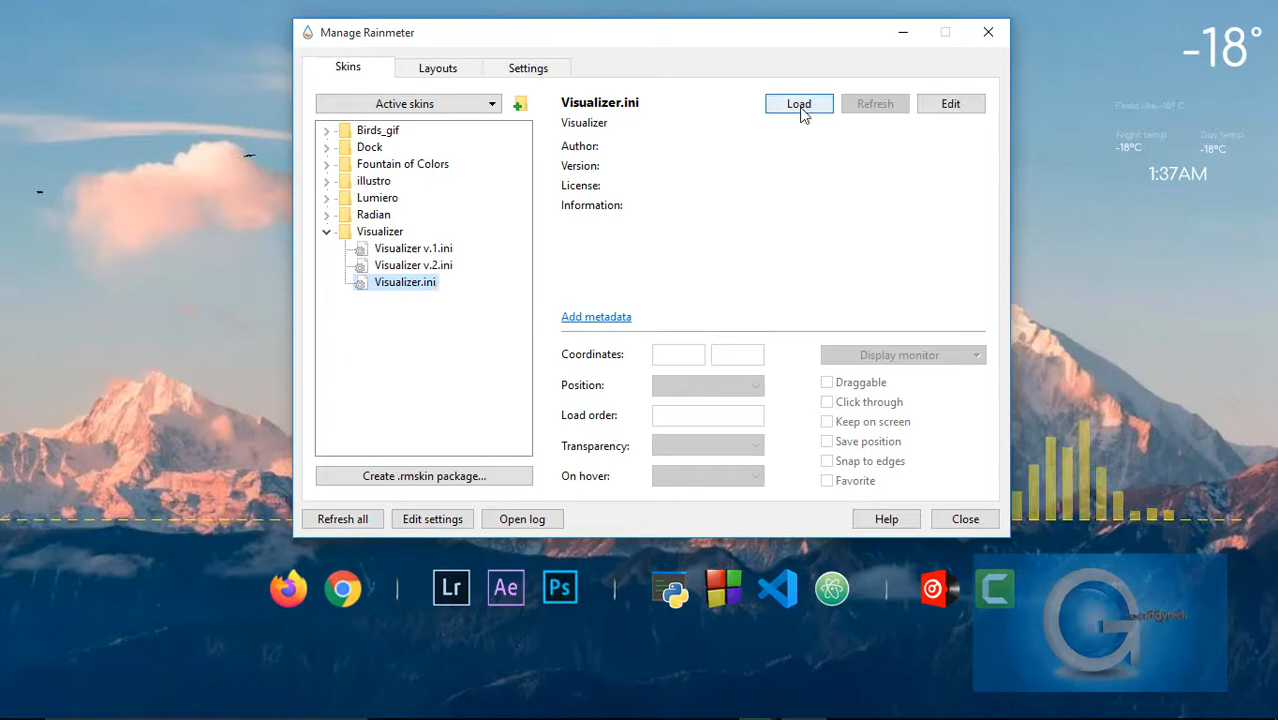 Manage Rainmeter
-18°
Skins
Layouts
Settings
Active skins
Visualizer.ini
Load
Refresh
Edit
Feels like: -18° C
Visualizer
Author:
Version:
License:
Information:
Night temp:
Day temp:
-18°C
-18°C
1:37AM
Birds_gif
Dock
Fountain of Colors
illustro
Lumiero
Radian
Visualizer
Visualizer v.1.ini
Visualizer v.2.ini
Visualizer.ini
Add metadata
Coordinates:
Display monitor
Position:
Draggable
Load order:
Click through
Keep on screen
Transparency:
Save position
Snap to edges
On hover:
Favorite
Create .rmskin package...
Refresh all
Edit settings
Open log
Help
Close
Lr
Ae
Ps
C